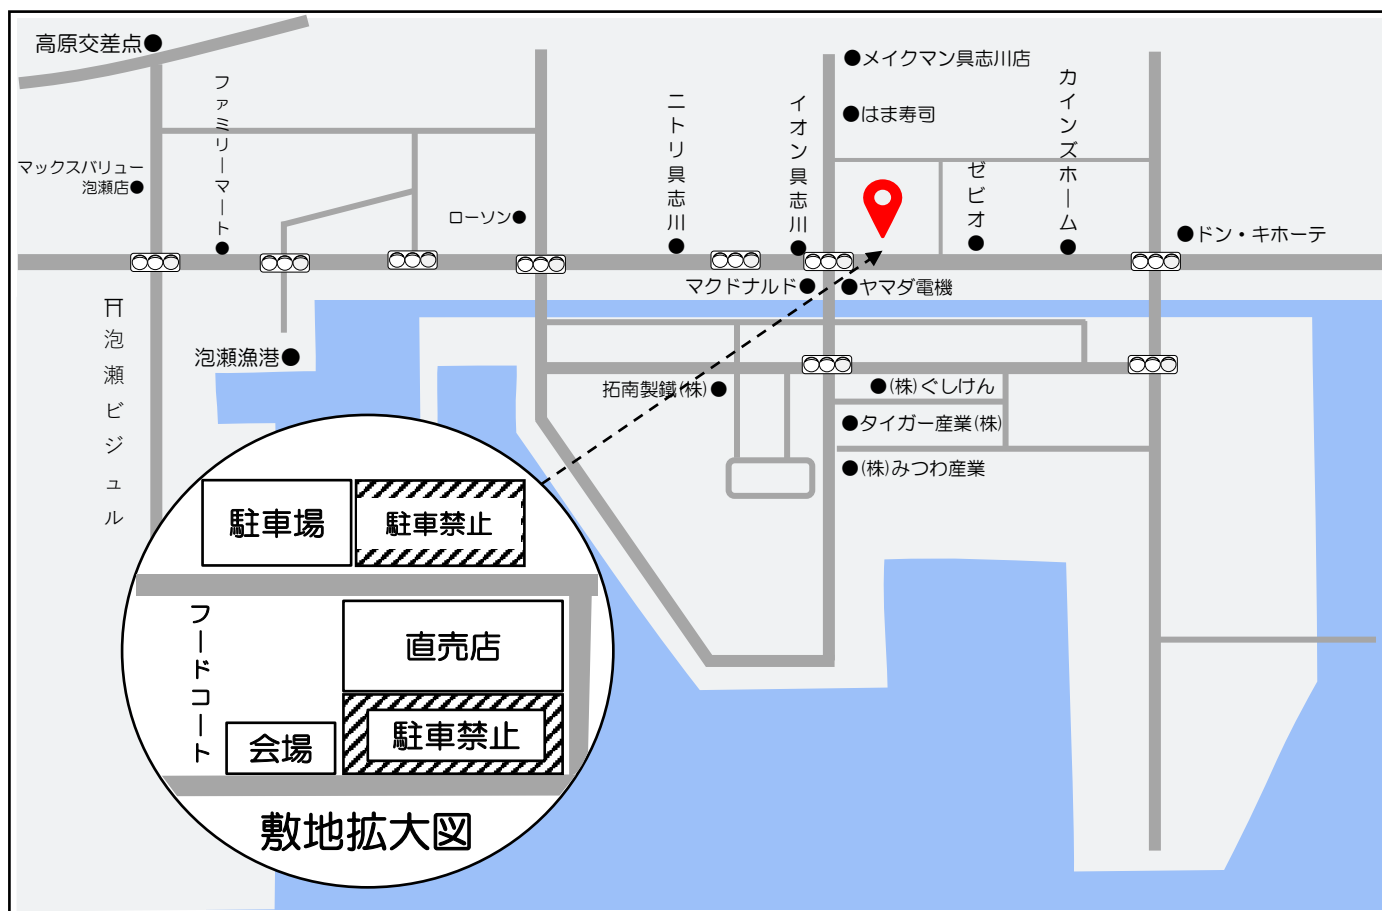 高原交差点
ファミリーマート
マックスバリュー
泡瀬店
ローソン
ニトリ具志川
イオン具志川
メイクマン具志川店
はま寿司
カインズホーム
ゼビオ
ドン・キホーテ
マクドナルド
ヤマダ電機
泡瀬ビジュル
泡瀬漁港
拓南製鐵(株)
(株)ぐしけん
タイガー産業(株)
(株)みつわ産業
駐車場
駐車禁止
フードコート
直売店
会場
駐車禁止
敷地拡大図